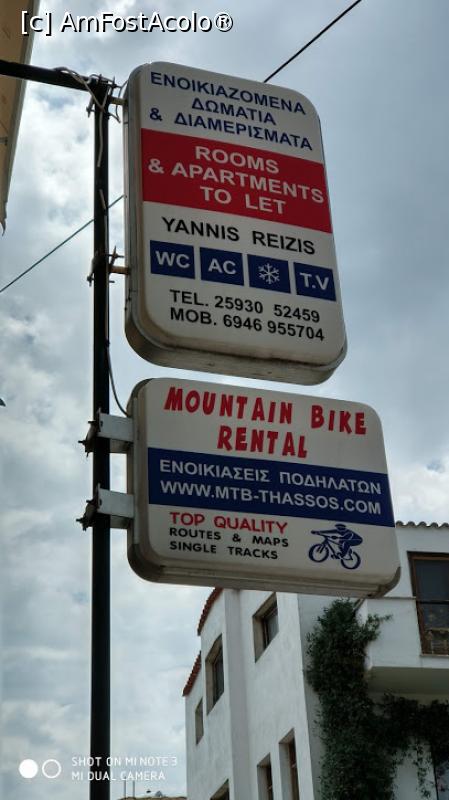 [c] AmFostAcolo®
ΕΝΟΙΚΙΑΖΟΜΕΝΑ
ΔΩΜΑΤΙΑ
& ΔΙΑΜΕΡΙΣΜΑΤΑ
ROOMS
& APARTMENTS
TO LET
YANNIS REIZIS
WC AC T.V
TEL. 25930 52459
MOB. 6946 955704
MOUNTAIN BIKE
RENTAL
ΕΝΟΙΚΙΑΣΕΙΣ ΠΟΔΗΛΑΤΩΝ
WWW.MTB-THASSOS.COM
TOP QUALITY
ROUTES & MAPS
SINGLE TRACKS
SHOT ON MI NOTE 3
MI DUAL CAMERA